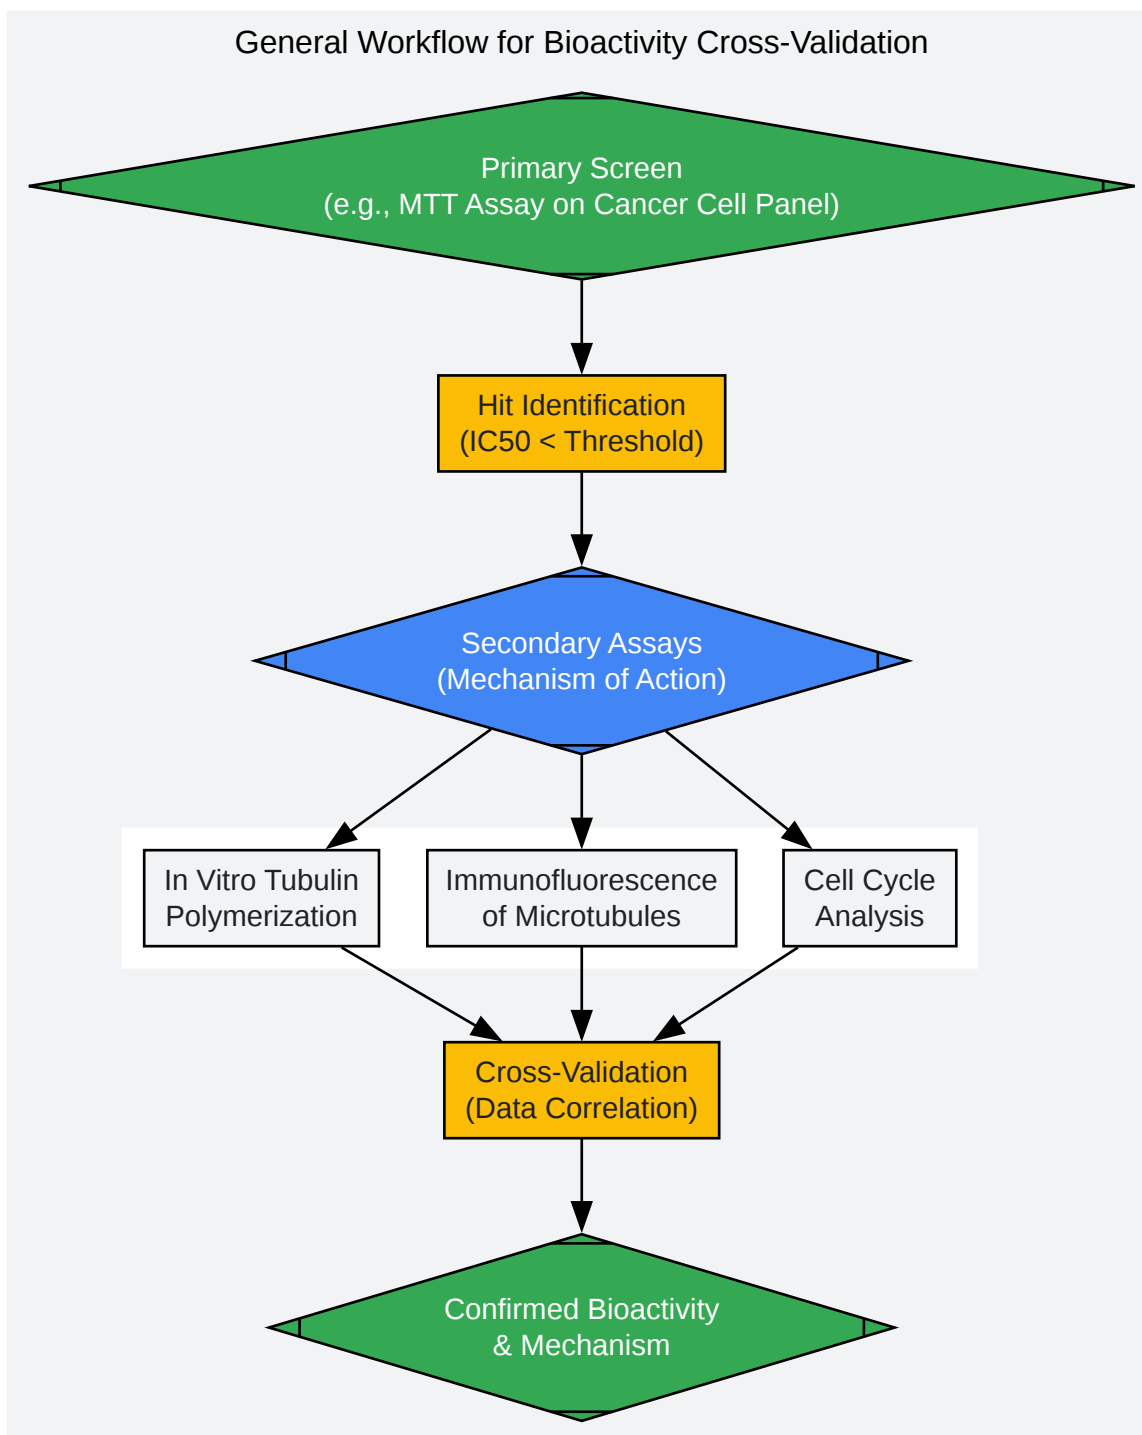 General Workflow for Bioactivity Cross-Validation
Primary Screen
(e.g., MTT Assay on Cancer Cell Panel)
Hit Identification
(IC50 < Threshold)
Secondary Assays
(Mechanism of Action)
In Vitro Tubulin
Polymerization
Immunofluorescence
of Microtubules
Cell Cycle
Analysis
Cross-Validation
(Data Correlation)
Confirmed Bioactivity
& Mechanism